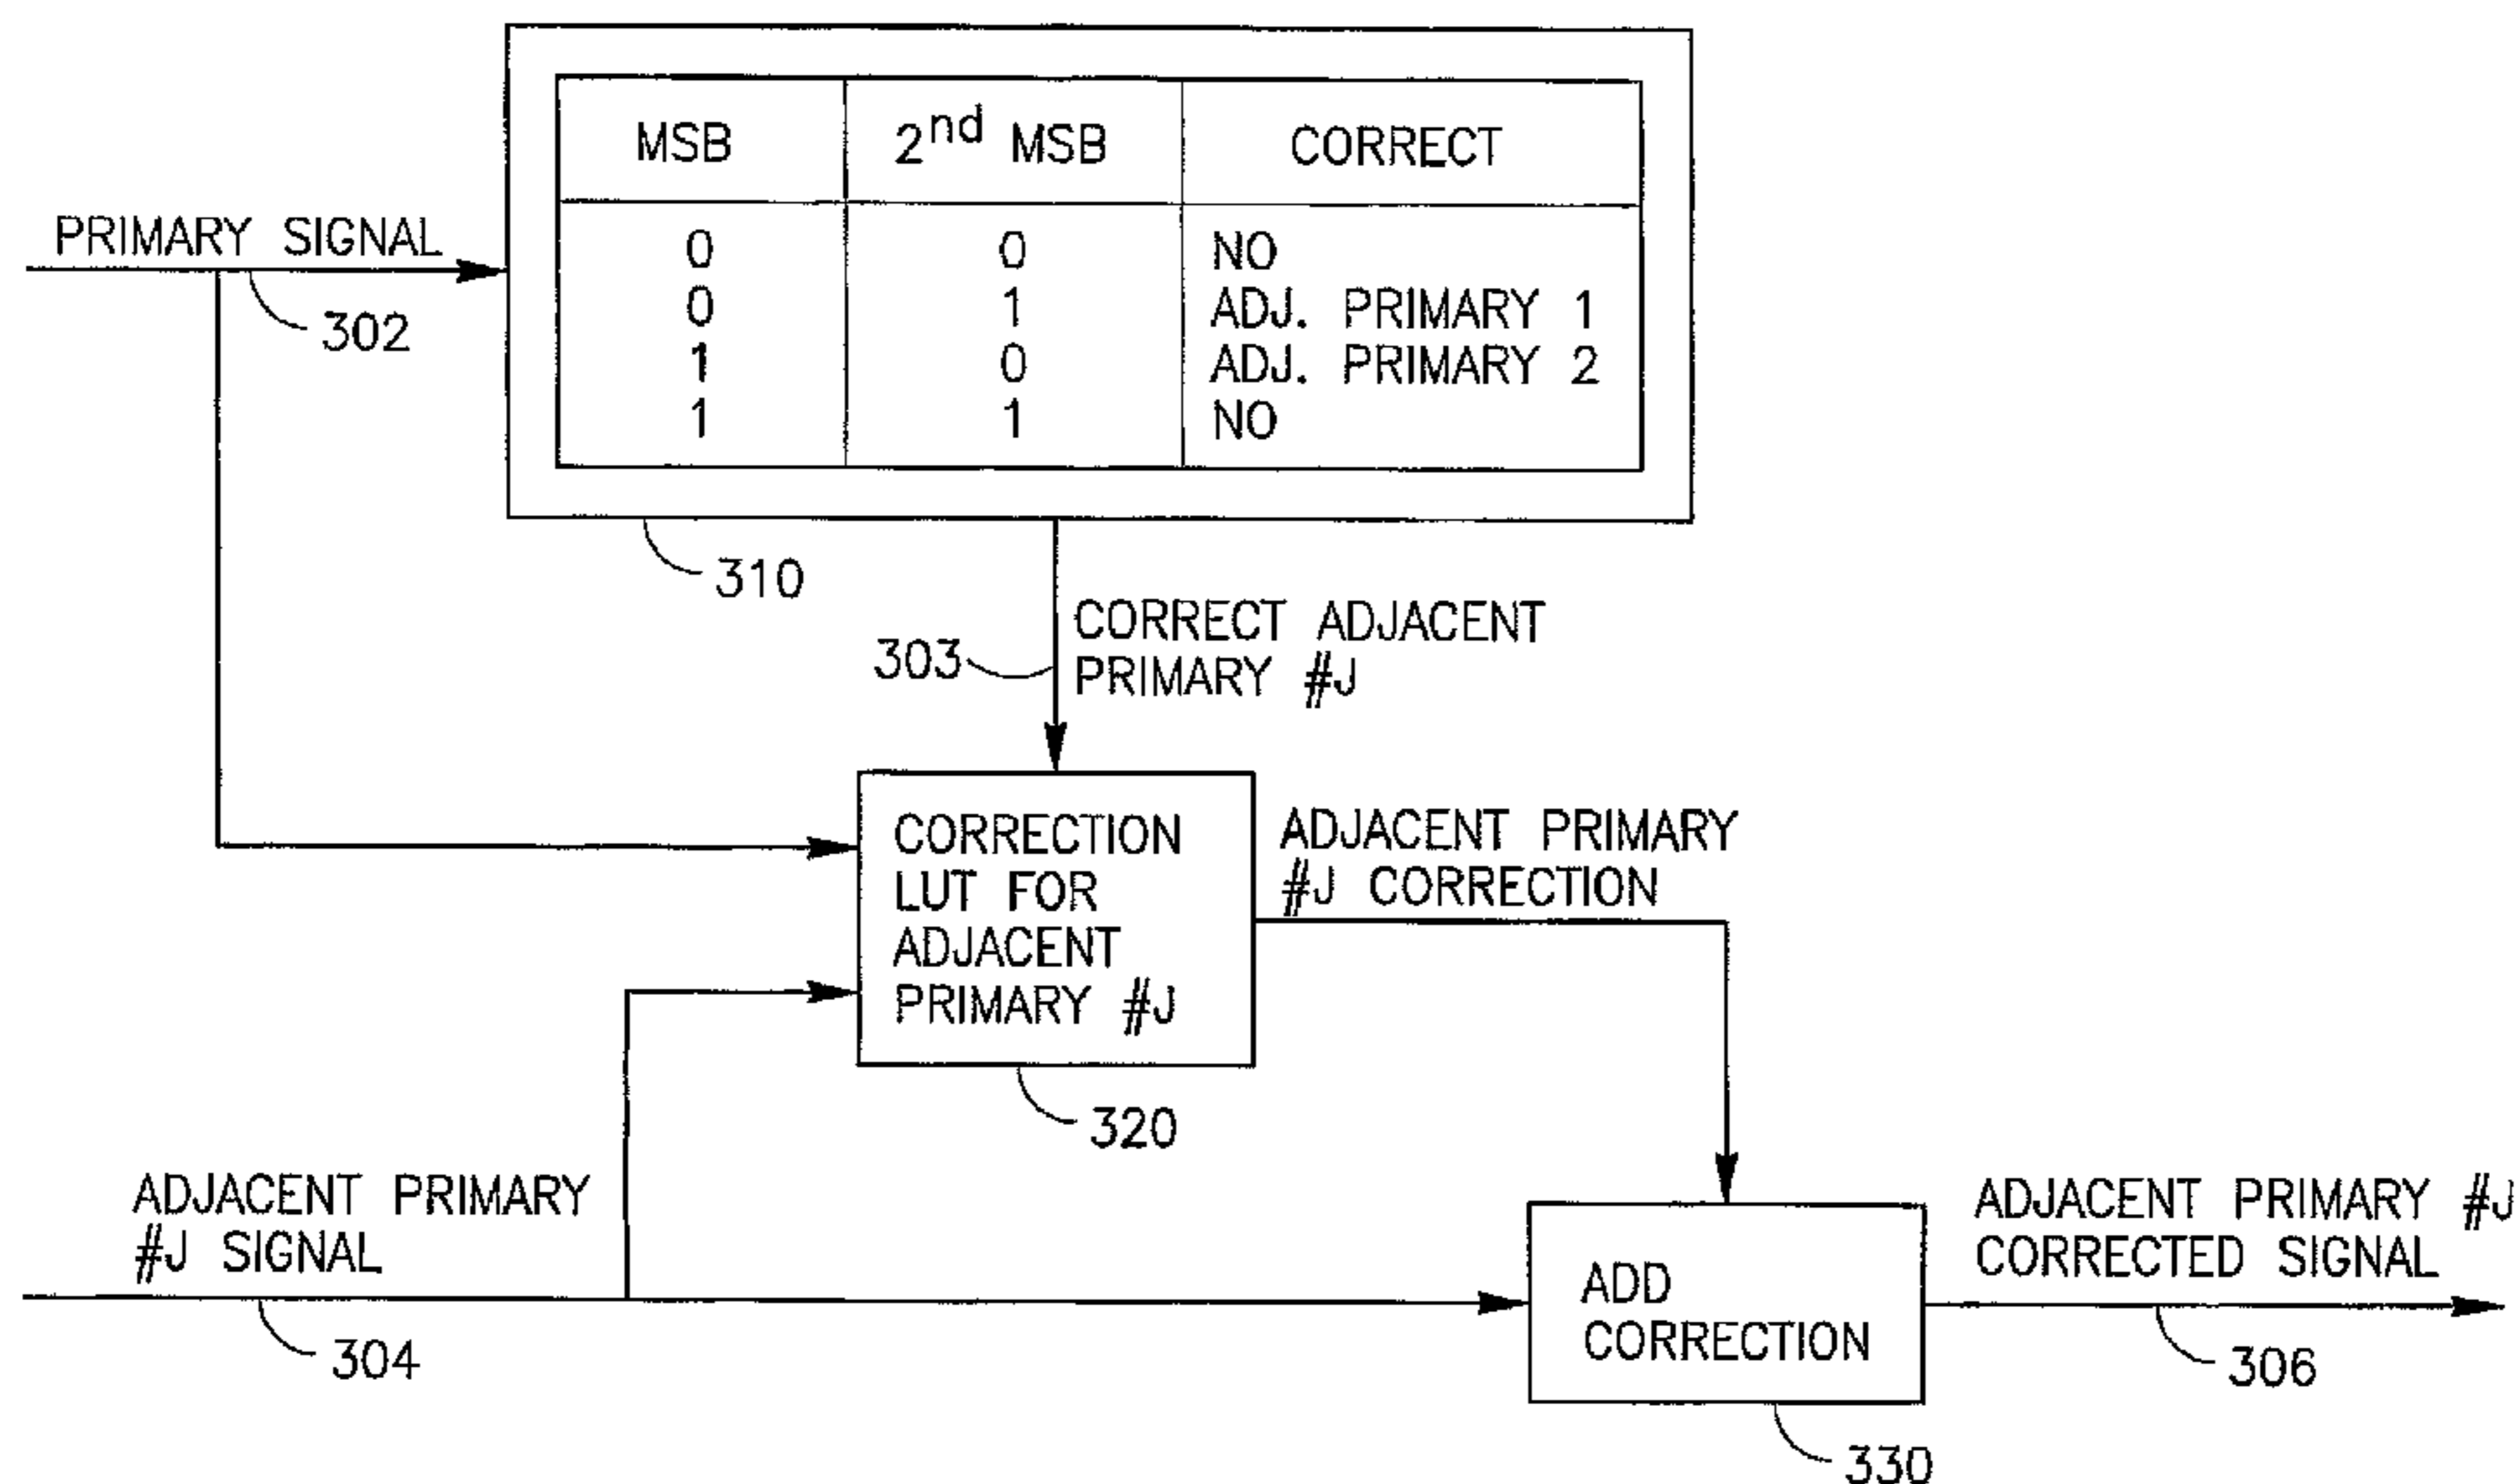 MSB 2nd MSB CORRECT
0 0 NO
0 1 ADJ. PRIMARY 1
1 0 ADJ. PRIMARY 2
1 1 NO
PRIMARY SIGNAL
302
310
303
CORRECT ADJACENT
PRIMARY #J
CORRECTION
LUT FOR
ADJACENT
PRIMARY #J
320
ADJACENT PRIMARY
#J CORRECTION
ADJACENT PRIMARY
#J SIGNAL
304
ADD
CORRECTION
330
ADJACENT PRIMARY #J
CORRECTED SIGNAL
306